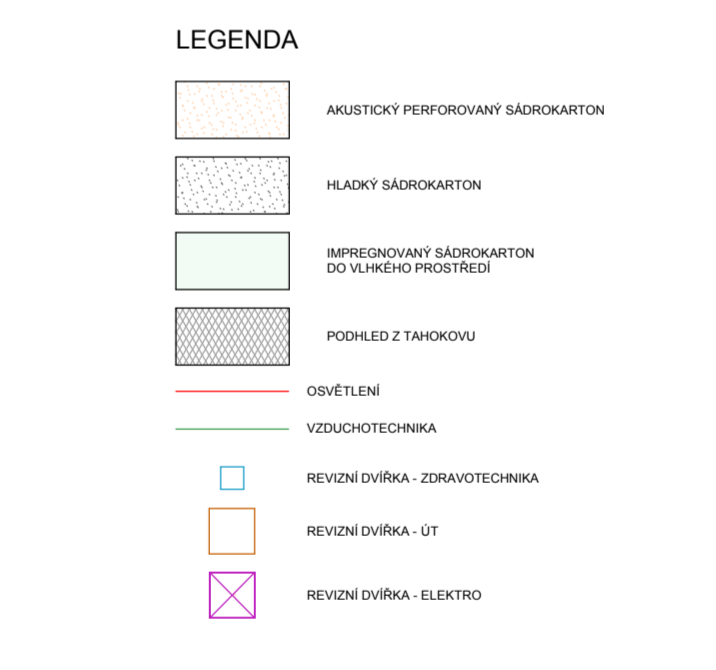 LEGENDA
AKUSTICKÝ PERFOROVANÝ SÁDROKARTON
HLADKÝ SÁDROKARTON
IMPREGNOVANÝ SÁDROKARTON
DO VLHKÉHO PROSTŘEDÍ
PODHLED Z TAHOKOVU
OSVĚTLENÍ
VZDUCHOTECHNIKA
REVIZNÍ DVÍŘKA - ZDRAVOTECHNIKA
REVIZNÍ DVÍŘKA - ÚT
REVIZNÍ DVÍŘKA - ELEKTRO